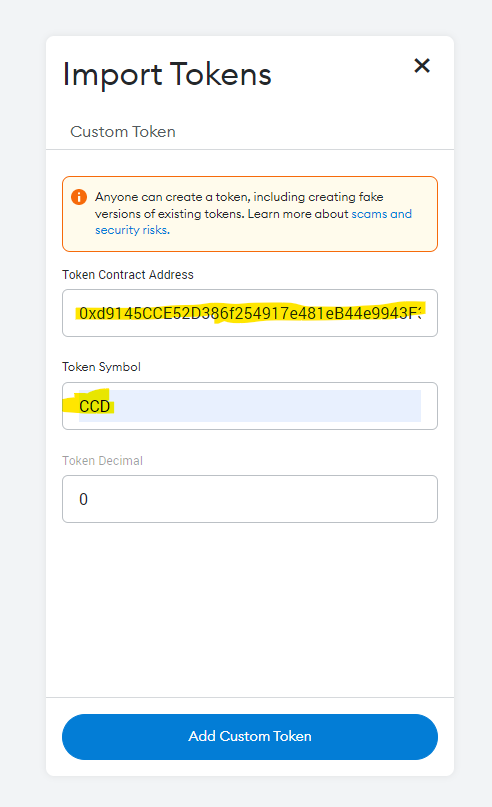 Import Tokens
Custom Token
Anyone can create a token, including creating fake
versions of existing tokens. Learn more about scams and
security risks.
Token Contract Address
0xd9145CCE52D386f254917e481eB44e9943F
Token Symbol
CCD
Token Decimal
0
Add Custom Token